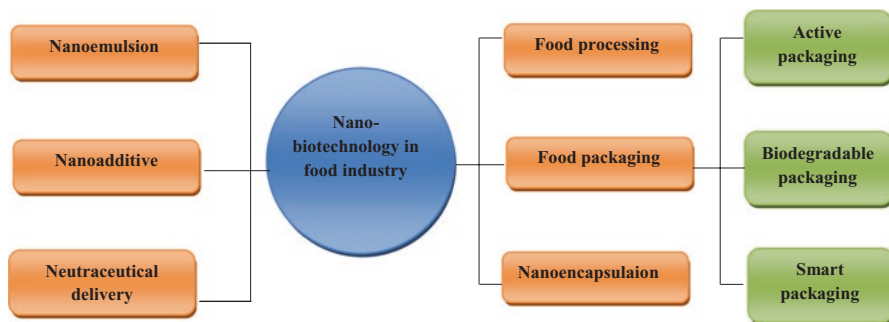 Nanoemulsion
Nanoadditive
Neutraceutical
delivery
Nano-
biotechnology in
food industry
Food processing
Food packaging
Nanoencapsulaion
Active
packaging
Biodegradable
packaging
Smart
packaging